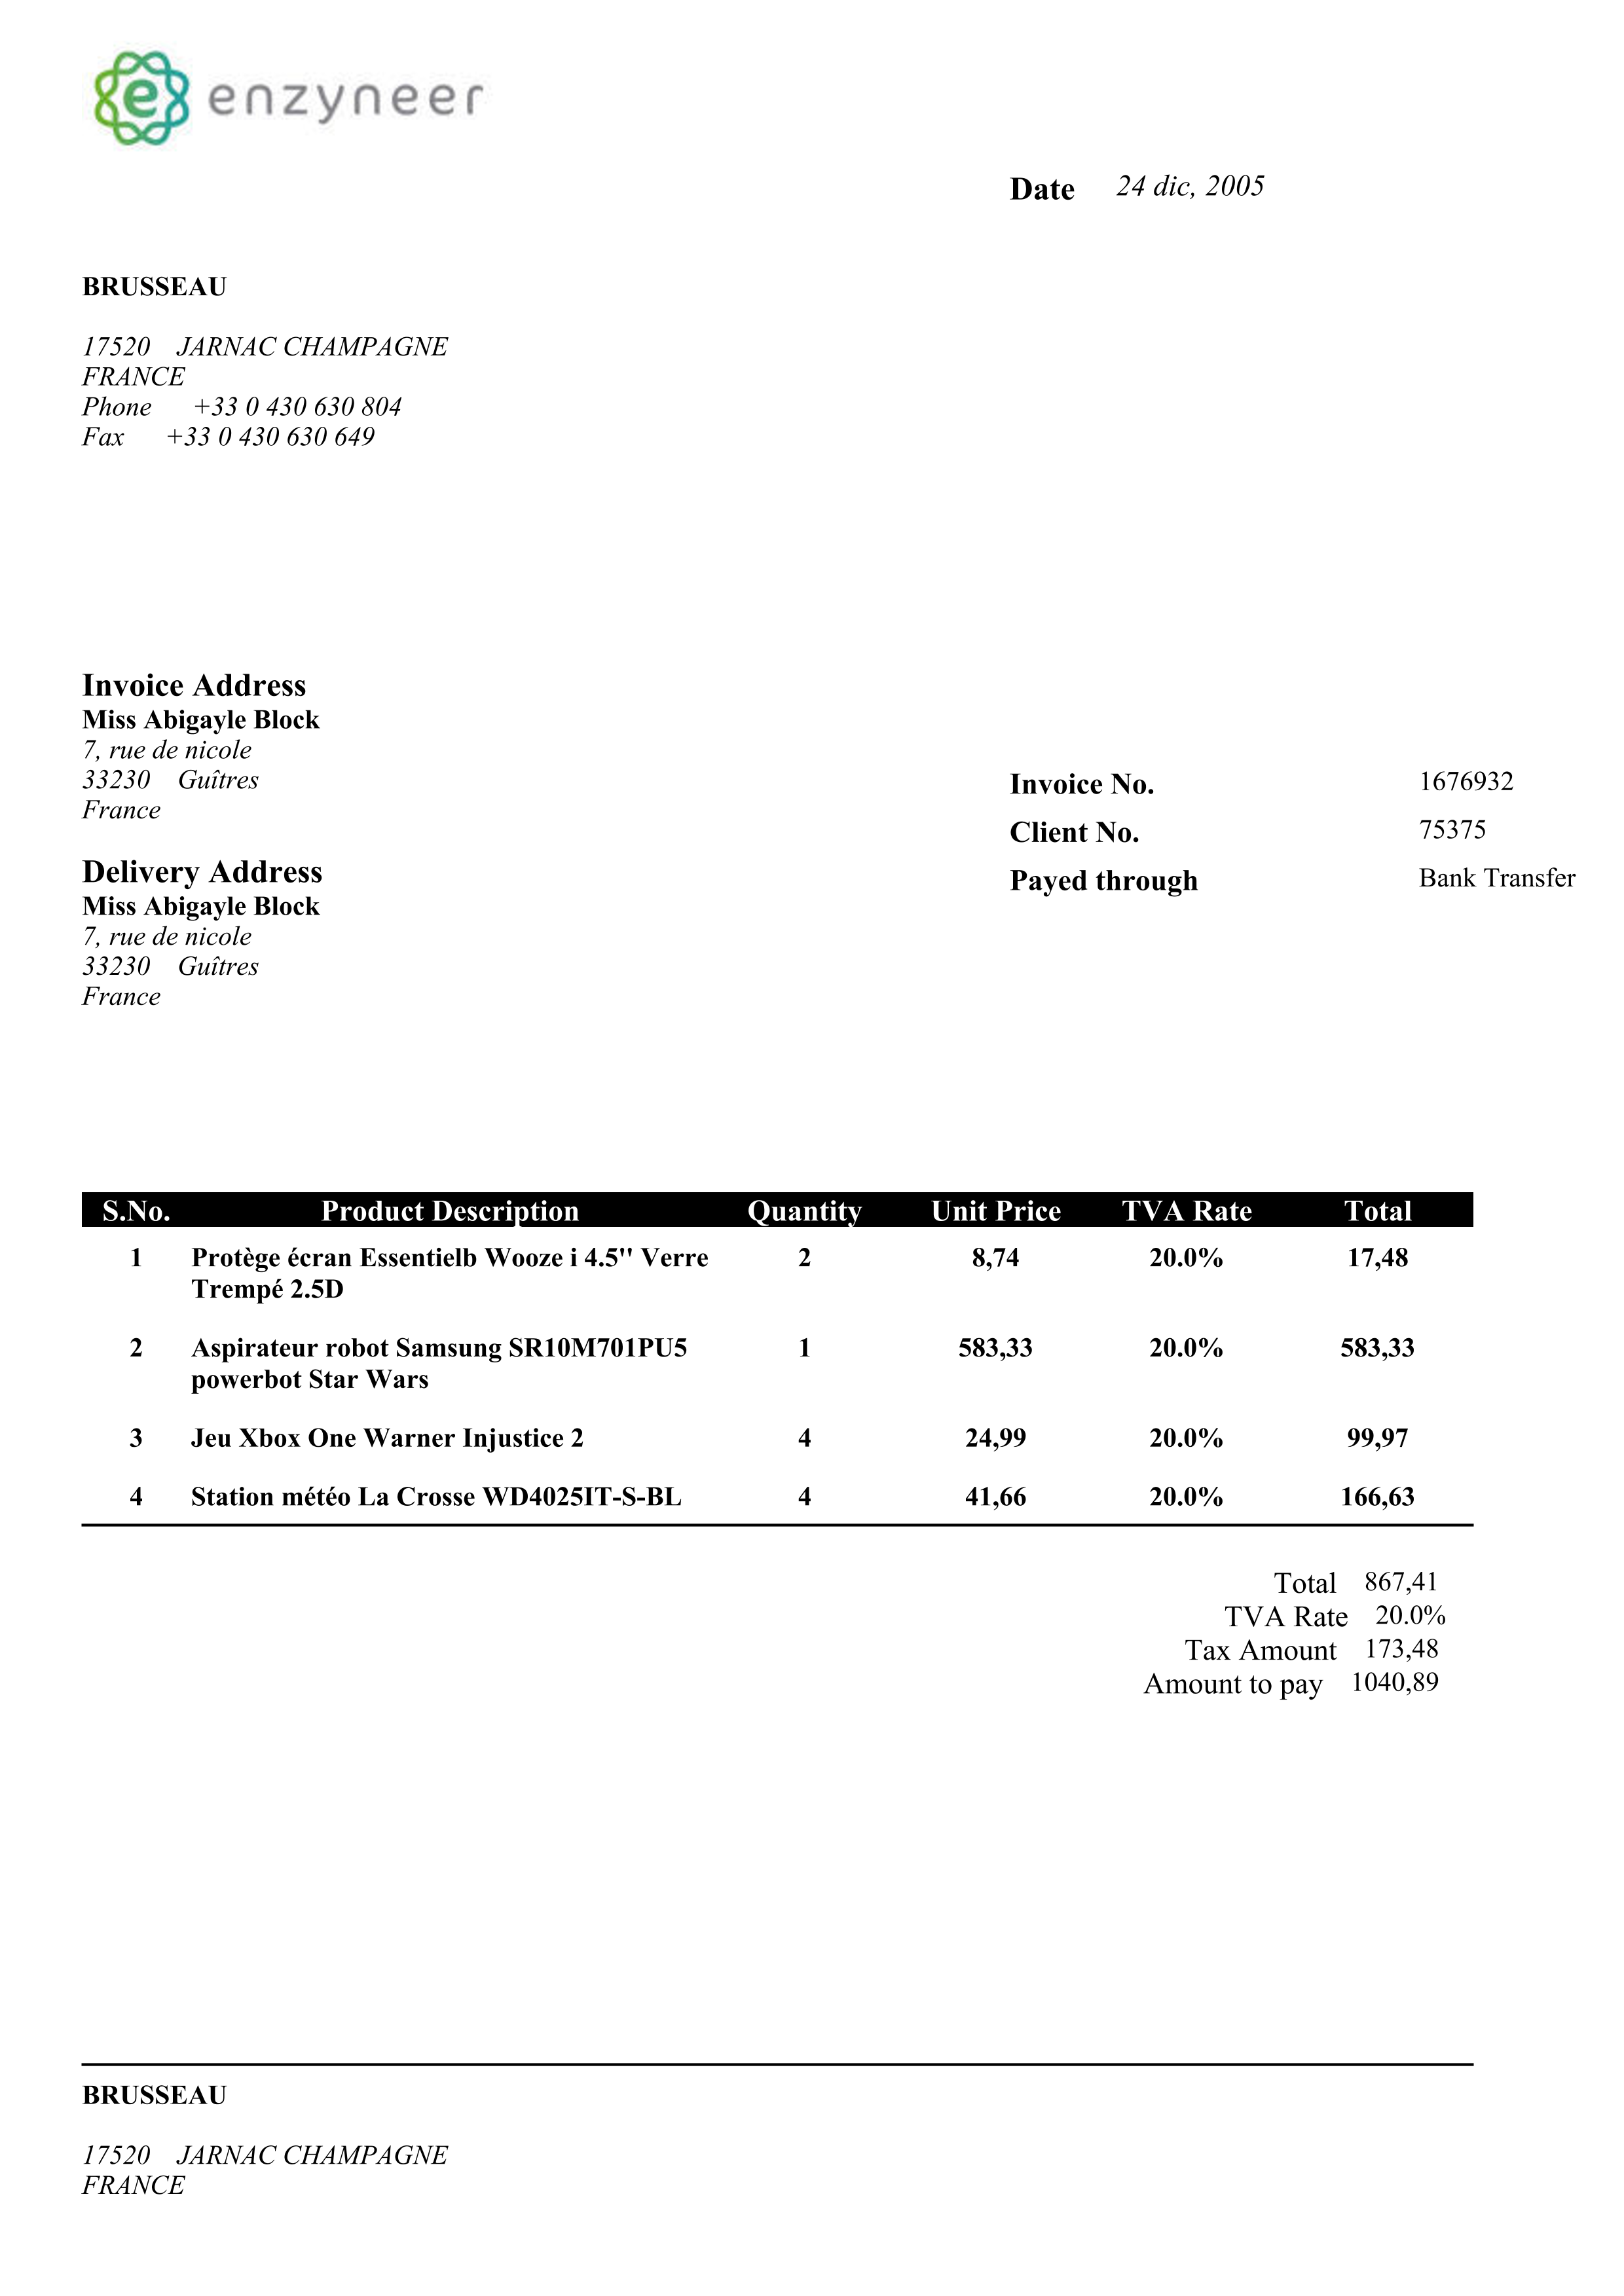 enzyneer
Date 24 dic, 2005
BRUSSEAU
17520 JARNAC CHAMPAGNE
FRANCE
Phone +33 0 430 630 804
Fax +33 0 430 630 649
Invoice Address
Miss Abigayle Block
7, rue de nicole
33230 Guîtres
France
Invoice No. 1676932
Client No. 75375
Payed through Bank Transfer
Delivery Address
Miss Abigayle Block
7, rue de nicole
33230 Guîtres
France
S.No. Product Description Quantity Unit Price TVA Rate Total
1 Protège écran Essentielb Wooze i 4.5'' Verre 2 8,74 20.0% 17,48
Trempé 2.5D
2 Aspirateur robot Samsung SR10M701PU5 1 583,33 20.0% 583,33
powerbot Star Wars
3 Jeu Xbox One Warner Injustice 2 4 24,99 20.0% 99,97
4 Station météo La Crosse WD4025IT-S-BL 4 41,66 20.0% 166,63
Total 867,41
TVA Rate 20.0%
Tax Amount 173,48
Amount to pay 1040,89
BRUSSEAU
17520 JARNAC CHAMPAGNE
FRANCE